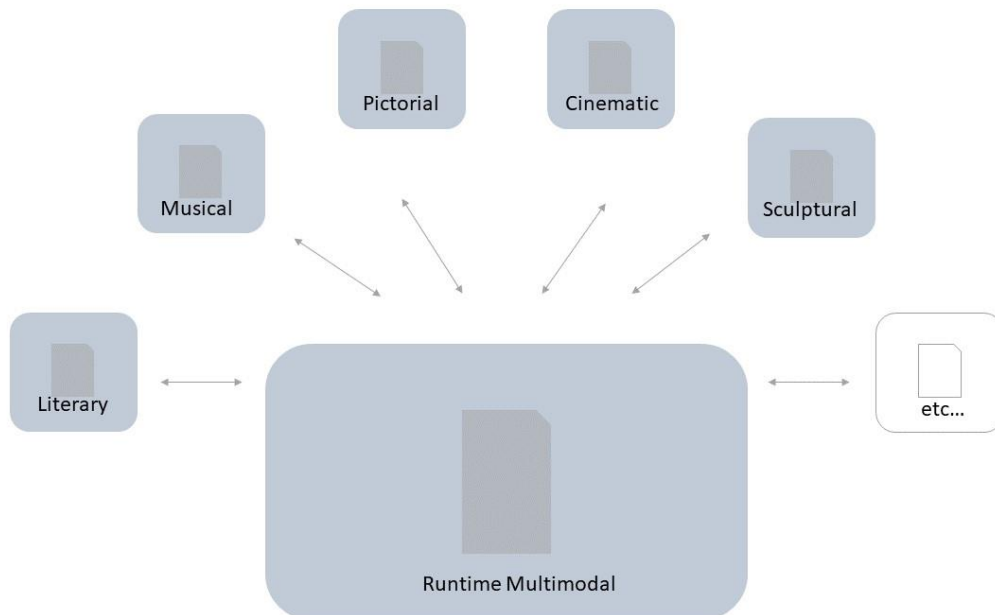 Pictorial
Cinematic
Musical
Sculptural
Literary
etc...
Runtime Multimodal